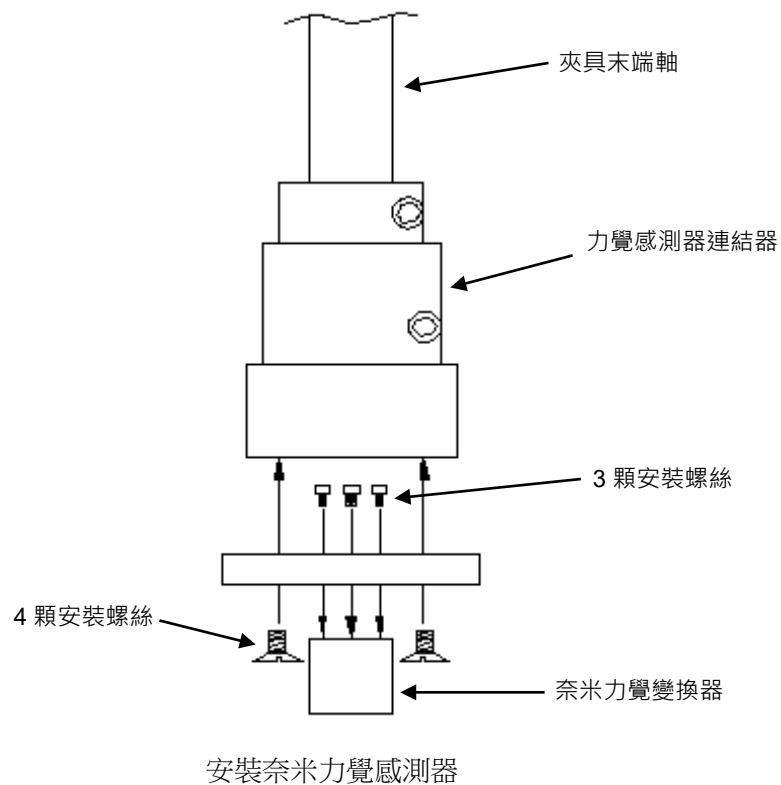 夾具末端軸
力覺感測器連結器
3 顆安裝螺絲
4 顆安裝螺絲
奈米力覺變換器
安裝奈米力覺感測器